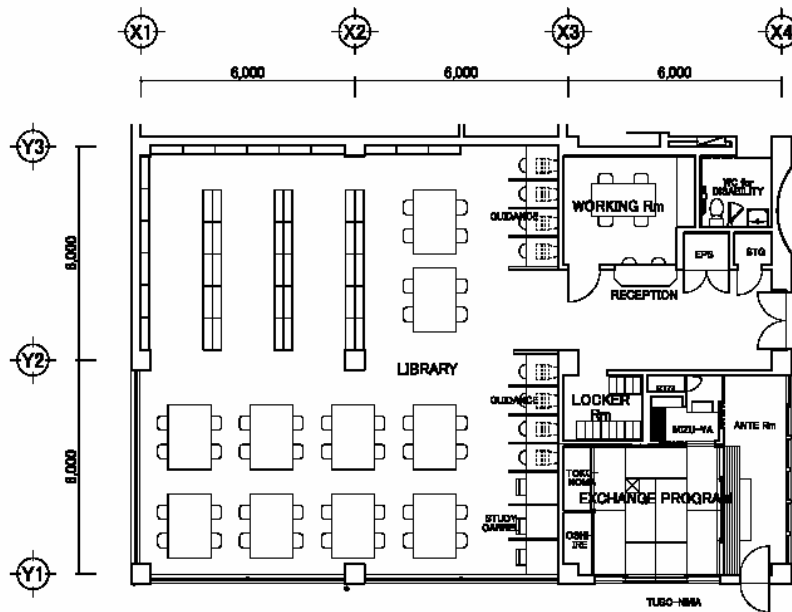 X1
X2
X3
X4
6,000
6,000
6,000
Y3
WC for
DISABILITY
GUIDANCE
WORKING Rm
EPS
STO
6,000
RECEPTION
Y2
LIBRARY
GUIDANCE
LOCKER
Rm
MIZU-YA
ANTE Rm
6,000
TOKO
NOMA
EXCHANGE PROGRAM
STUDY
CARREL
OSHI-
IRE
Y1
TUBO-NIWA